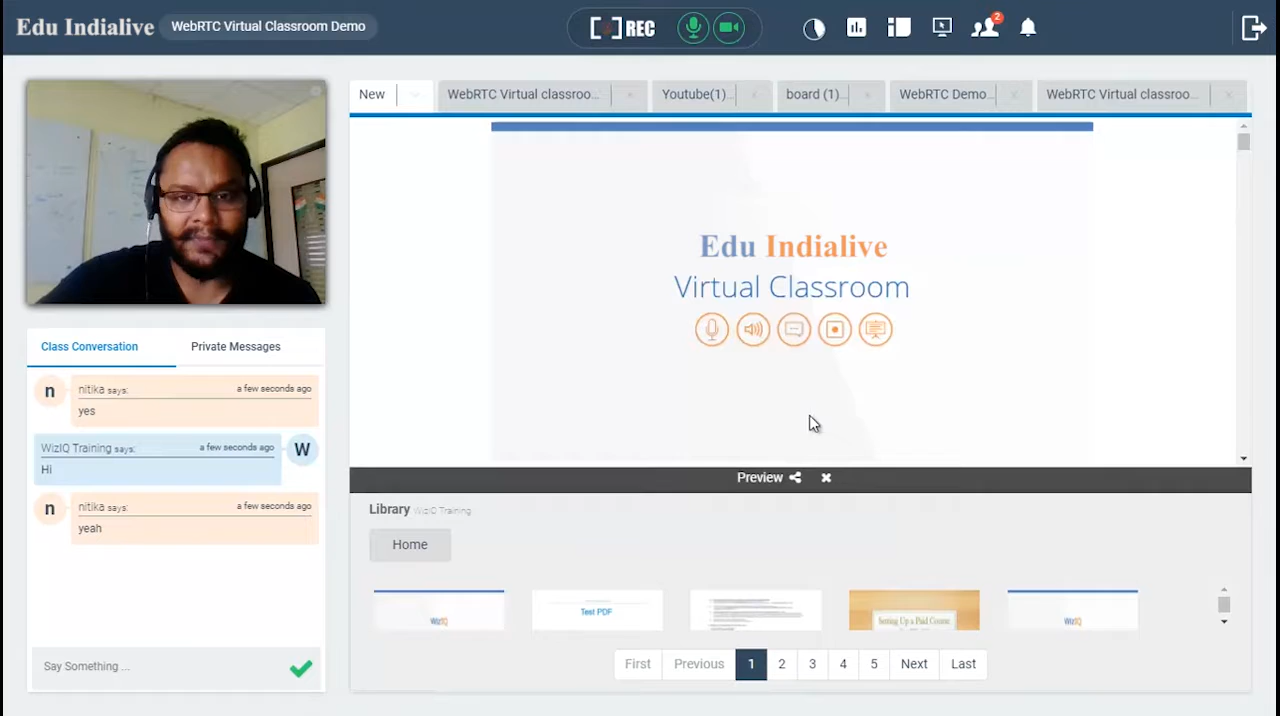 Edu Indialive
WebRTC Virtual Classroom Demo
REC
2
New
WebRTC Virtual classroo...
Youtube(1)...
board (1)...
WebRTC Demo...
WebRTC Virtual classroo...
Edu Indialive
Virtual Classroom
Class Conversation
Private Messages
n
nitika says:
a few seconds ago
yes
WizIQ Training says:
a few seconds ago
W
Hi
n
nitika says:
a few seconds ago
yeah
Say Something ...
Preview
Library WizIQ Training
Home
WizIQ
Test PDF
Setting Up a Paid Course
WizIQ
First
Previous
1
2
3
4
5
Next
Last